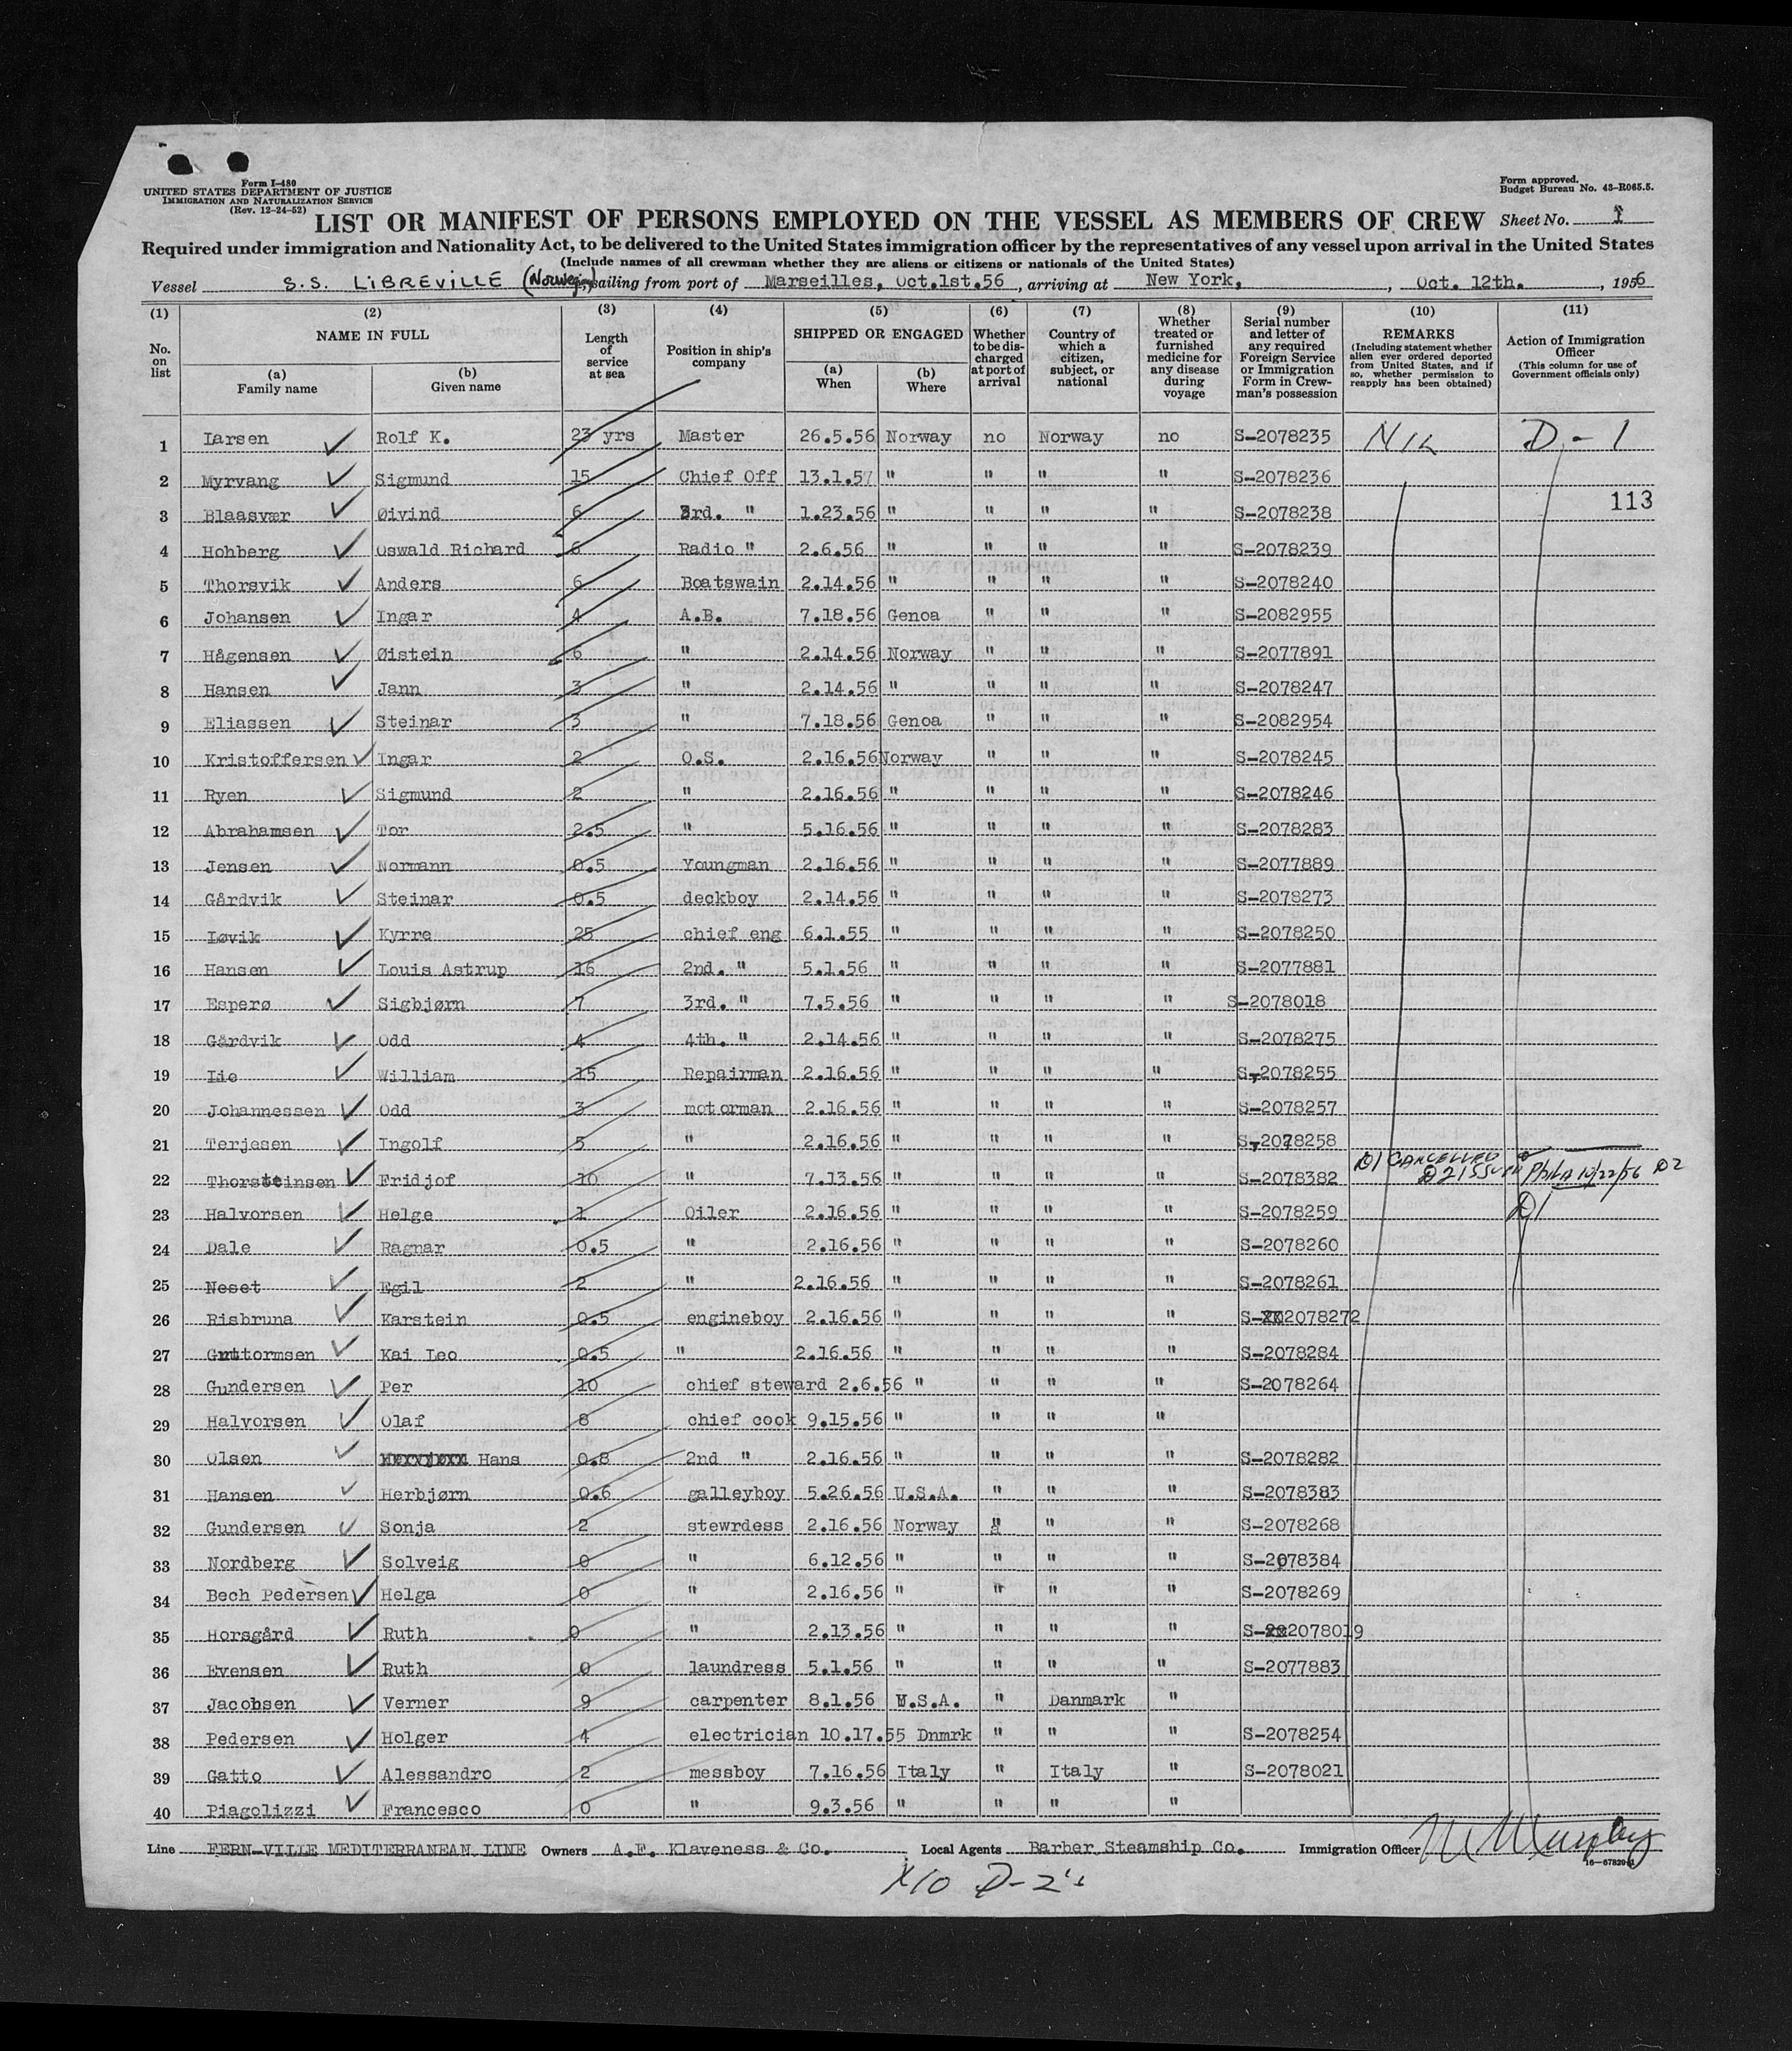 Form I-480
UNITED STATES DEPARTMENT OF JUSTICE
IMMIGRATION AND NATURALIZATION SERVICE
(Rev. 12-24-52)
Form approved.
Budget Bureau No. 43-R065.5.
LIST OR MANIFEST OF PERSONS EMPLOYED ON THE VESSEL AS MEMBERS OF CREW Sheet No. 1
Required under immigration and Nationality Act, to be delivered to the United States immigration officer by the representatives of any vessel upon arrival in the United States
(Include names of all crewman whether they are aliens or citizens or nationals of the United States)
Vessel S.S. LIBREVILLE (Norwegian) sailing from port of Marseilles, Oct.1st.56, arriving at New York, , Oct. 12th. , 1956
(1) No. on list
(2) NAME IN FULL
(a) Family name
(b) Given name
(3) Length of service at sea
(4) Position in ship's company
(5) SHIPPED OR ENGAGED
(a) When
(b) Where
(6) Whether to be discharged at port of arrival
(7) Country of which a citizen, subject, or national
(8) Whether treated or furnished medicine for any disease during voyage
(9) Serial number and letter of any required Foreign Service or Immigration Form in Crewman's possession
(10) REMARKS (Including statement whether alien ever ordered deported from United States, and if so, whether permission to reapply has been obtained)
(11) Action of Immigration Officer (This column for use of Government officials only)
1 Larsen Rolf K. 23 yrs Master 26.5.56 Norway no Norway no S-2078235 D-1
2 Myrvang Sigmund 15 Chief Off 13.1.57 " " " " S-2078236
113
3 Blaasvær Øivind 6 3rd. " 1.23.56 " " " " S-2078238
4 Hohberg Oswald Richard 6 Radio " 2.6.56 " " " " S-2078239
5 Thorsvik Anders 6 Boatswain 2.14.56 " " " " S-2078240
6 Johansen Ingar 4 A.B. 7.18.56 Genoa " " " S-2082955
7 Hågensen Øistein 6 " 2.14.56 Norway " " " S-2077891
8 Hansen Jann 3 " 2.14.56 " " " " S-2078247
9 Eliassen Steinar 3 " 7.18.56 Genoa " " " S-2082954
10 Kristoffersen Ingar 2 O.S. 2.16.56 Norway " " " S-2078245
11 Ryen Sigmund 2 " 2.16.56 " " " " S-2078246
12 Abrahamsen Tor 2.5 " 5.16.56 " " " " S-2078283
13 Jensen Normann 0.5 Youngman 2.16.56 " " " " S-2077889
14 Gårdvik Steinar 0.5 deckboy 2.14.56 " " " " S-2078273
15 Løvik Kyrre 25 chief eng 6.1.55 " " " " S-2078250
16 Hansen Louis Astrup 16 2nd. " 5.1.56 " " " " S-2077881
17 Esperø Sigbjørn 7 3rd. " 7.5.56 " " " " S-2078018
18 Gårdvik Odd 4 4th. " 2.14.56 " " " " S-2078275
19 Lie William 15 Repairman 2.16.56 " " " " S-2078255
20 Johannessen Odd 3 motorman 2.16.56 " " " " S-2078257
21 Terjesen Ingolf 5 " 2.16.56 " " " " S-2078258
D1 CANCELLED
22 Thorsteinsen Fridjof 10 " 7.13.56 " " " " S-2078382 D2 ISSUED Phila 10/22/56 D2
23 Halvorsen Helge 1 Oiler 2.16.56 " " " " S-2078259 D1
24 Dale Ragnar 0.5 " 2.16.56 " " " " S-2078260
25 Neset Egil 2 " 2.16.56 " " " " S-2078261
26 Risbruna Karstein 0.5 engineboy 2.16.56 " " " " S-2078272
27 Guttormsen Kai Leo 0.5 " 2.16.56 " " " " S-2078284
28 Gundersen Per 10 chief steward 2.6.56 " " " " S-2078264
29 Halvorsen Olaf 8 chief cook 9.15.56 " " " "
30 Olsen Hans 0.8 2nd " 2.16.56 " " " " S-2078282
31 Hansen Herbjørn 0.6 galleyboy 5.26.56 U.S.A. " " " S-2078383
32 Gundersen Sonja 2 stewrdess 2.16.56 Norway " " " S-2078268
33 Nordberg Solveig 0 " 6.12.56 " " " " S-2078384
34 Bech Pedersen Helga 0 " 2.16.56 " " " " S-2078269
35 Horsgård Ruth 0 " 2.13.56 " " " " S-2078019
36 Evensen Ruth 0 laundress 5.1.56 " " " " S-2077883
37 Jacobsen Verner 9 carpenter 8.1.56 U.S.A. " Danmark "
38 Pedersen Holger 4 electrician 10.17.55 Dnmrk " " " S-2078254
39 Gatto Alessandro 2 messboy 7.16.56 Italy " Italy " S-2078021
40 Piagolizzi Francesco 0 " 9.3.56 " " " "
Line FERN-VILLE MEDITERRANEAN LINE Owners A.F. Klaveness & Co. Local Agents Barber Steamship Co. Immigration Officer M Murphy
D-2's